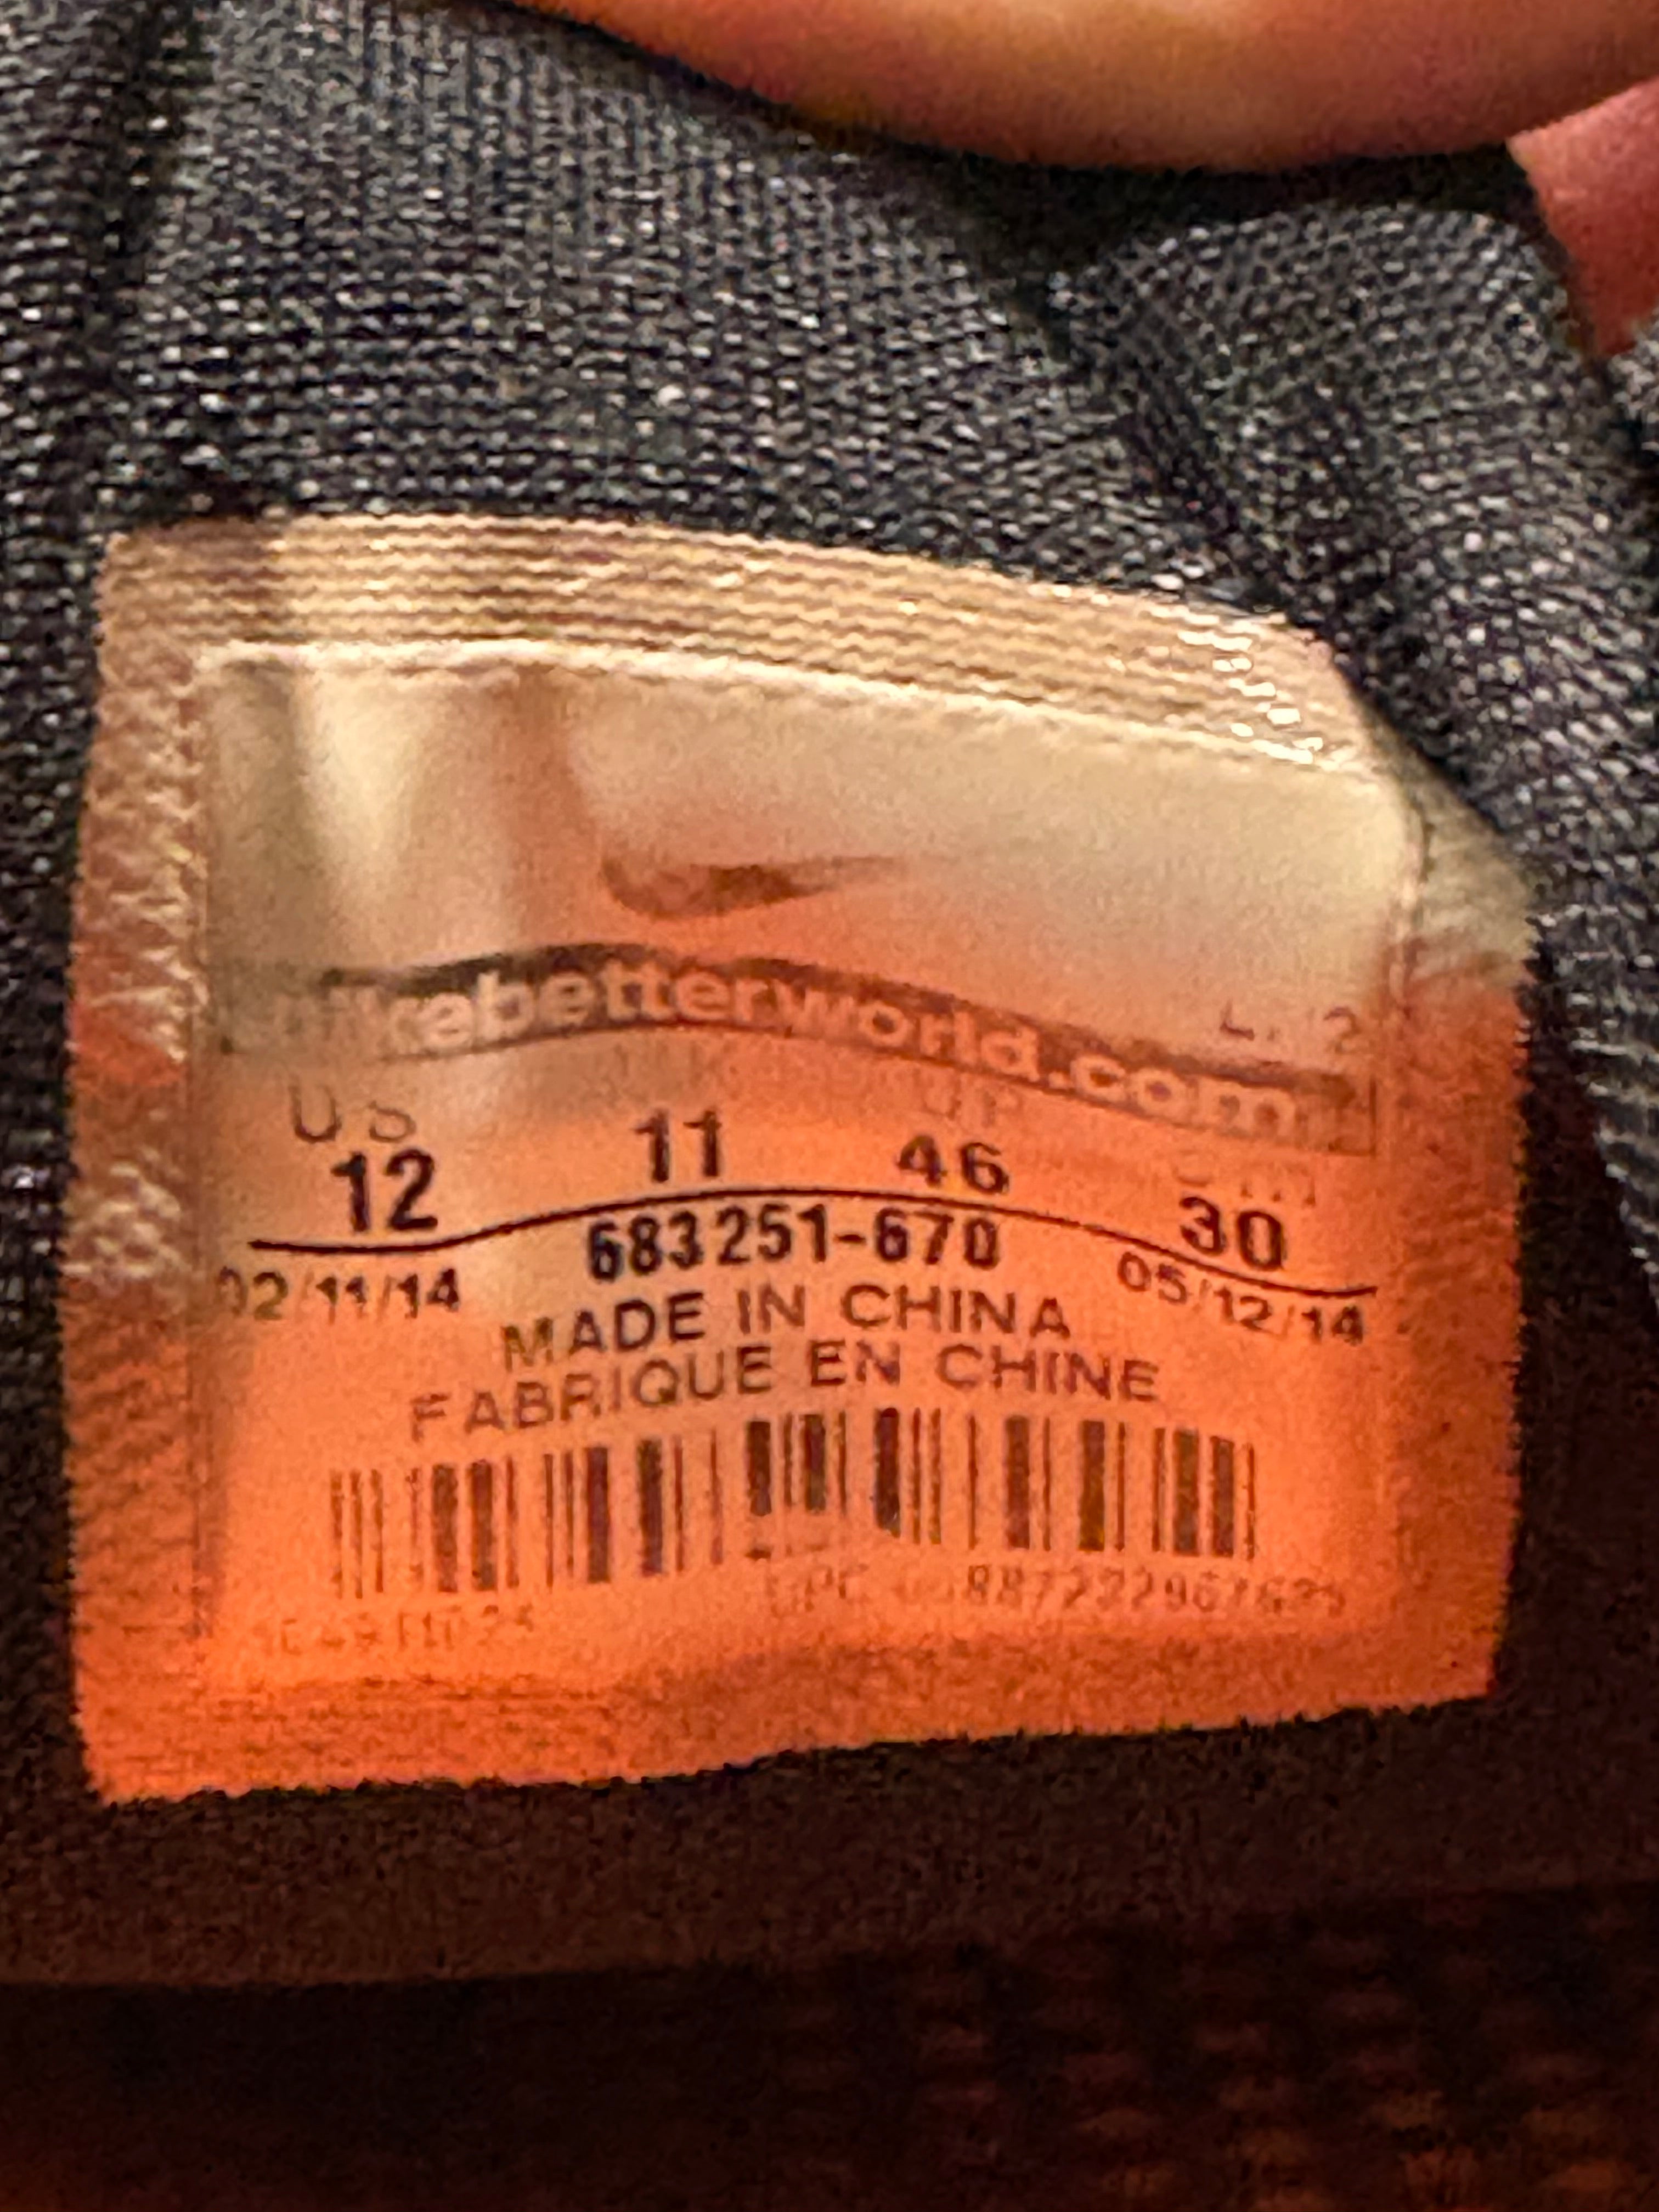 nikebetterworld.com
US
12 11 46 30
683251-670
02/11/14 05/12/14
MADE IN CHINA
FABRIQUE EN CHINE
UPC